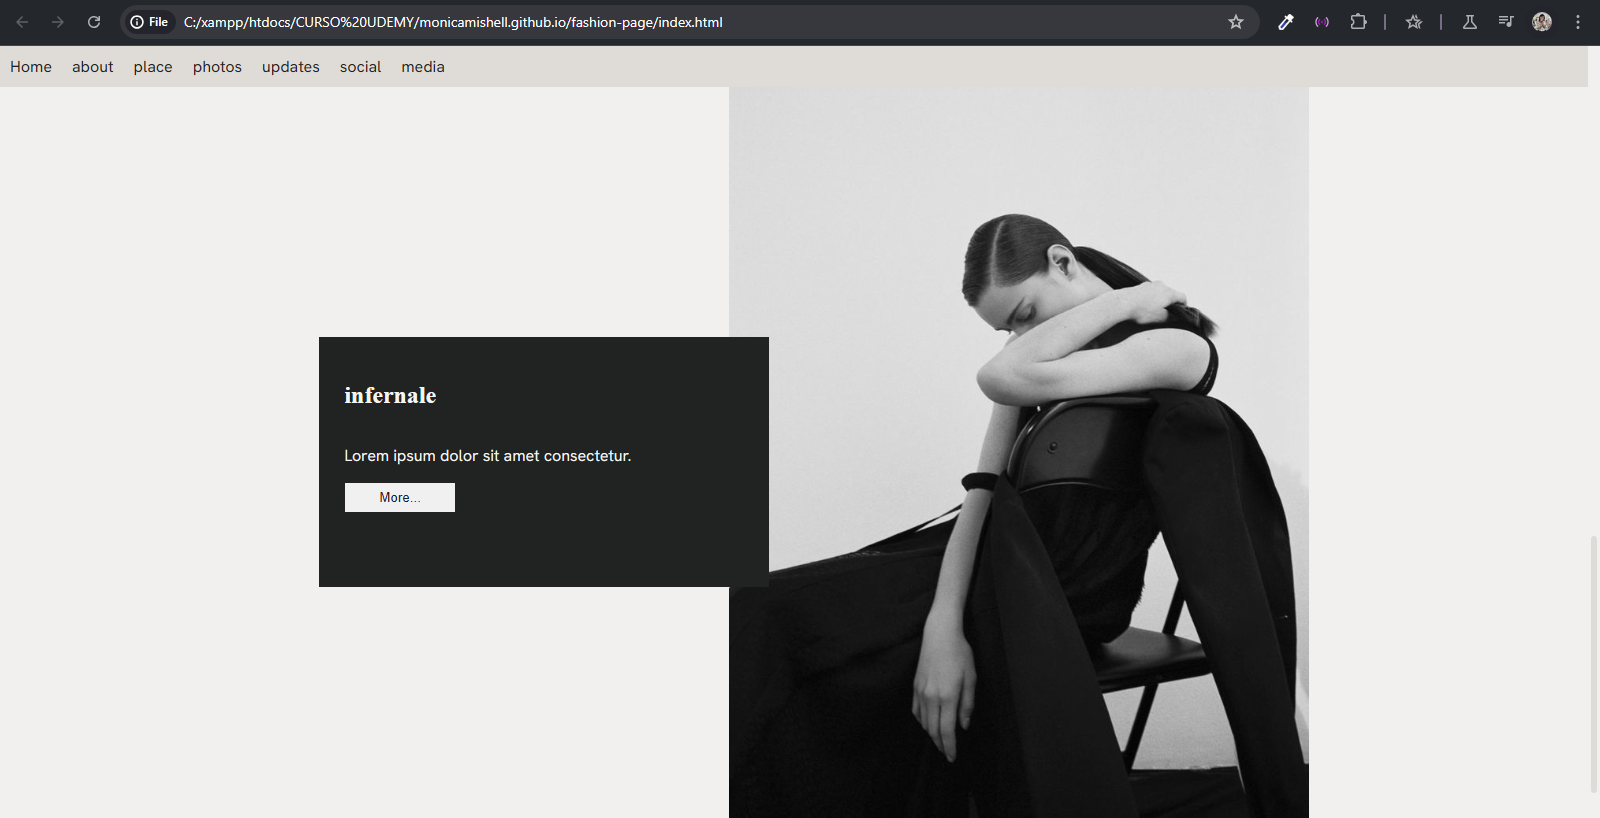 File C:/xampp/htdocs/CURSO%20UDEMY/monicamishell.github.io/fashion-page/index.html
Home about place photos updates social media
infernale
Lorem ipsum dolor sit amet consectetur.
More...